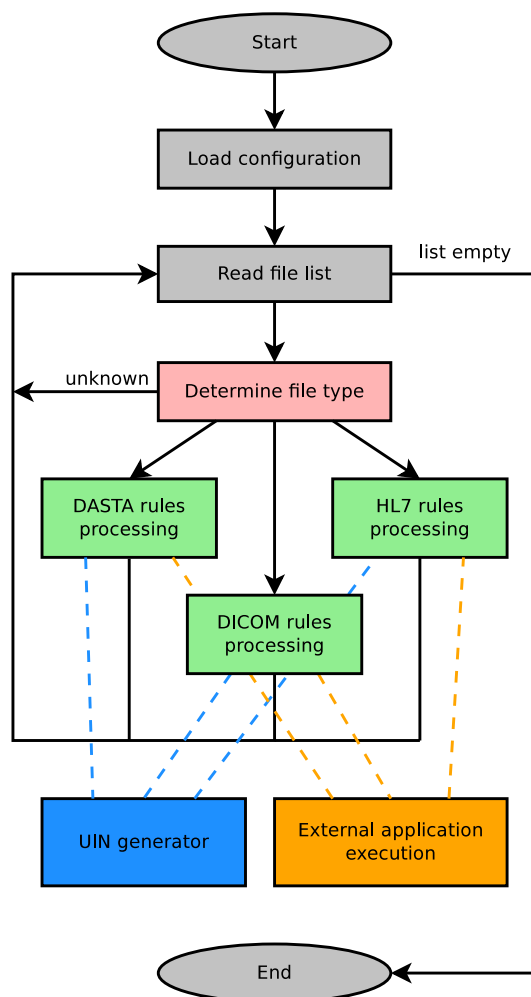 Start
Load configuration
list empty
Read file list
unknown
Determine file type
DASTA rules
processing
HL7 rules
processing
DICOM rules
processing
UIN generator
External application
execution
End